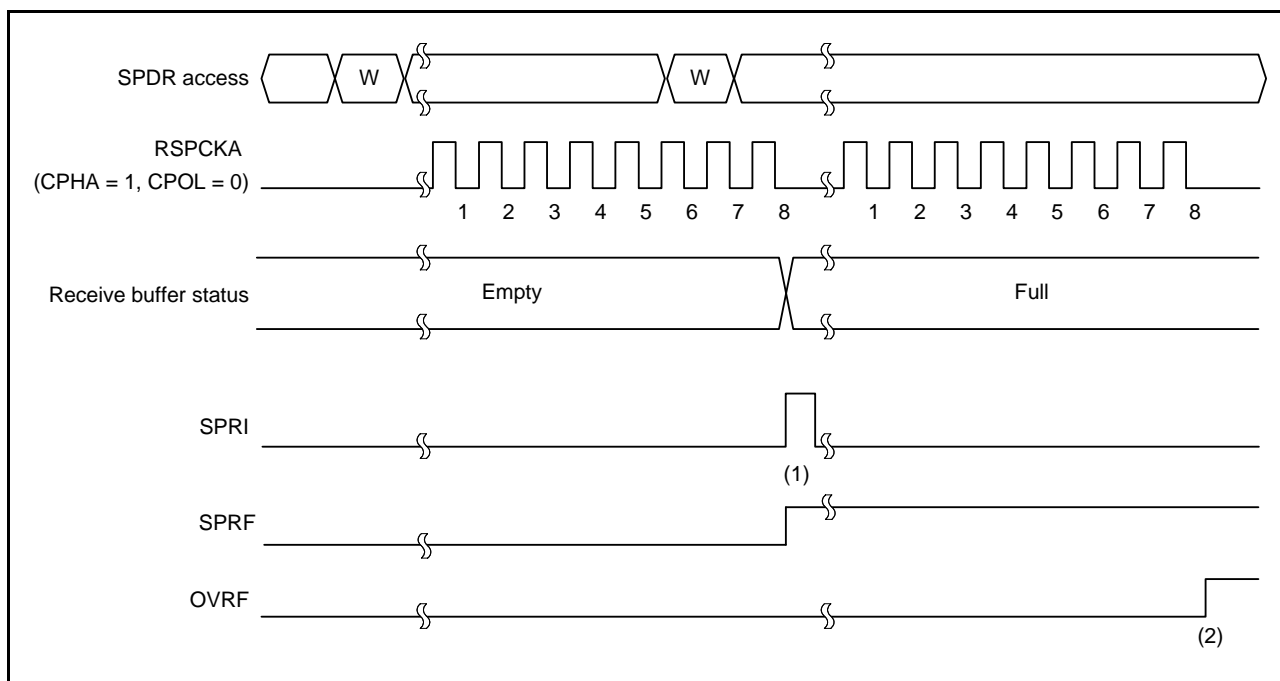 SPDR access
W
W
RSPCKA
(CPHA = 1, CPOL = 0)
1 2 3 4 5 6 7 8 1 2 3 4 5 6 7 8
Receive buffer status
Empty
Full
SPRI
(1)
SPRF
OVRF
(2)